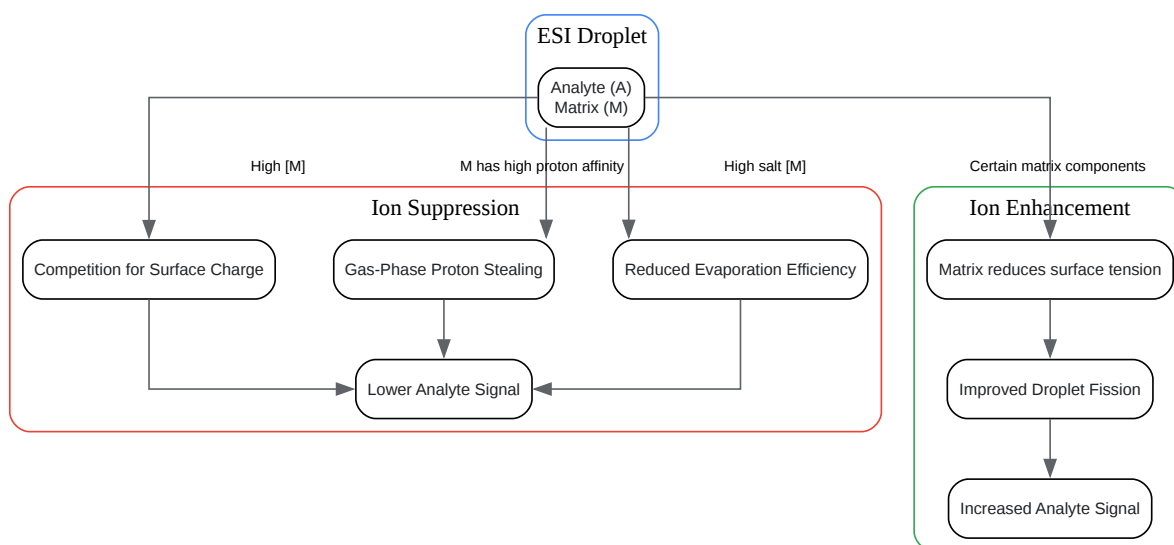 ESI Droplet
Analyte (A)
Matrix (M)
High [M]
M has high proton affinity
High salt [M]
Certain matrix components
Ion Suppression
Ion Enhancement
Competition for Surface Charge
Gas-Phase Proton Stealing
Reduced Evaporation Efficiency
Matrix reduces surface tension
Lower Analyte Signal
Improved Droplet Fission
Increased Analyte Signal